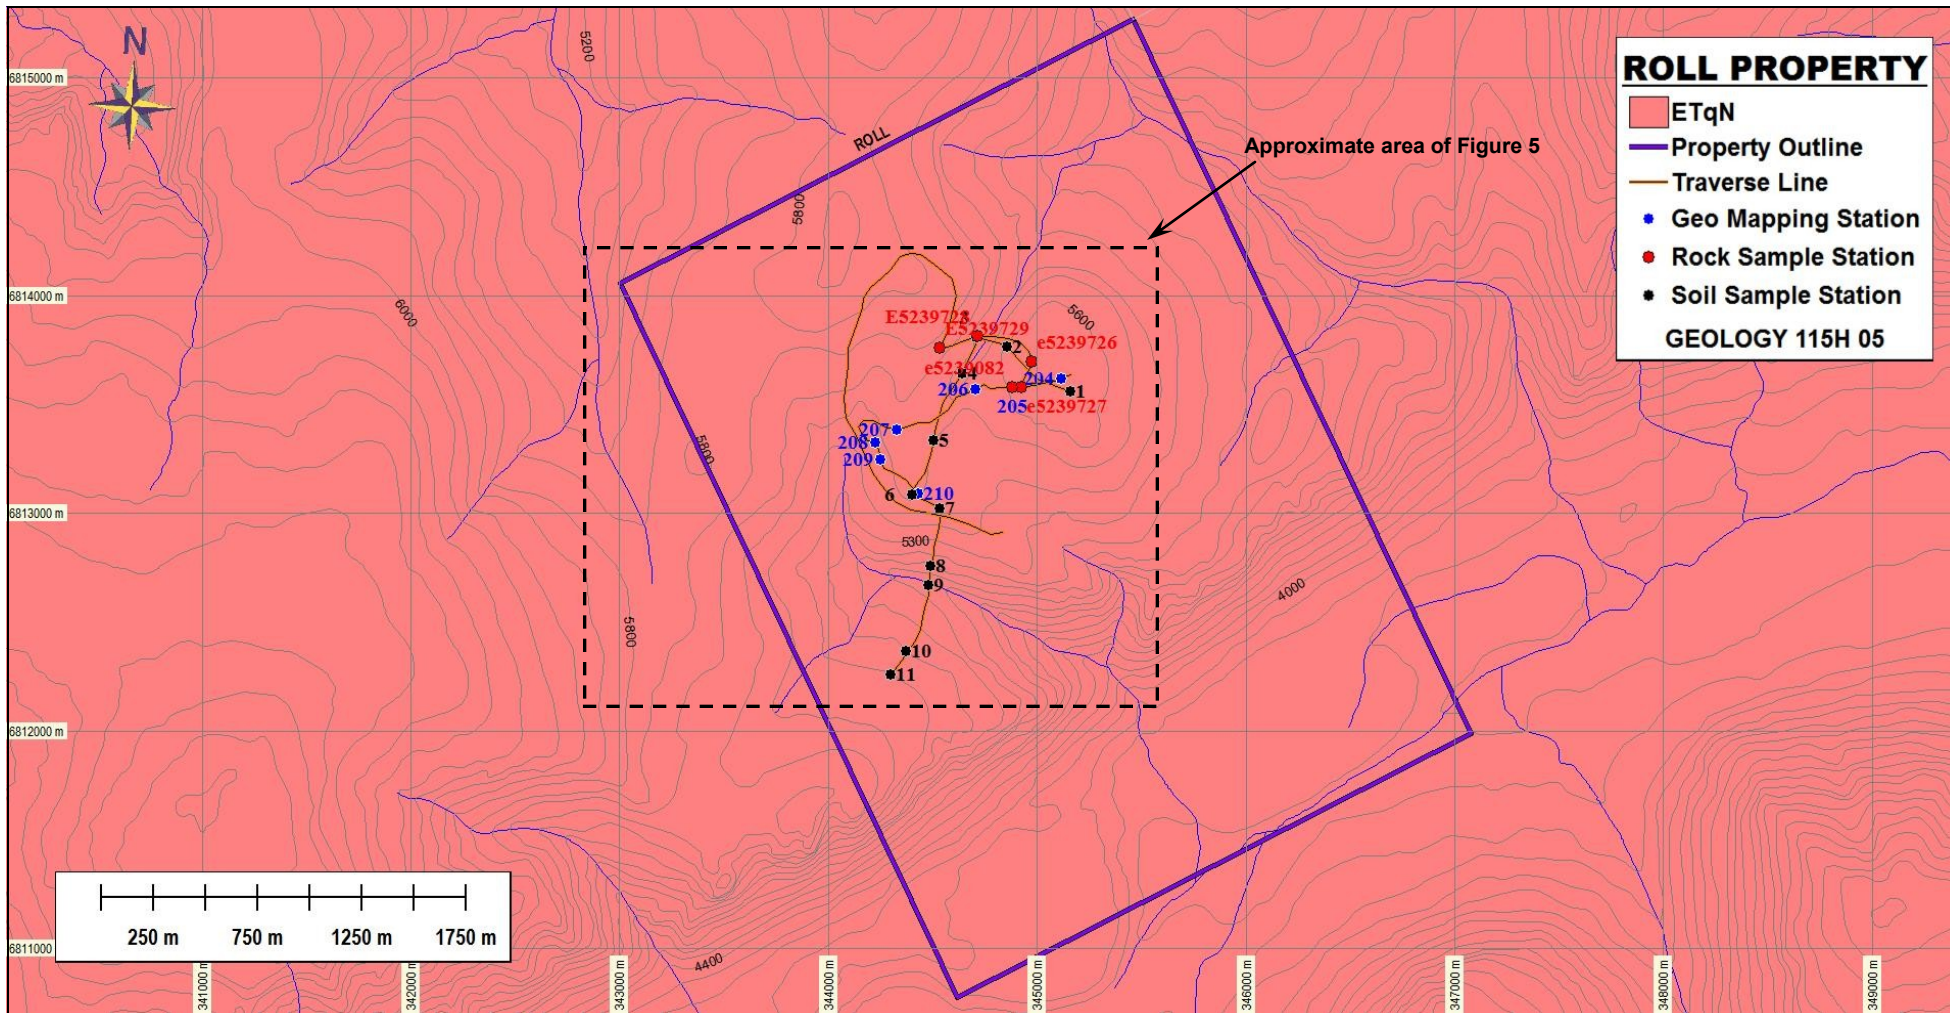 N
5200
ROLL PROPERTY
ETqN
Property Outline
Traverse Line
Geo Mapping Station
Rock Sample Station
Soil Sample Station
GEOLOGY 115H 05
6815000 m
ROLL
Approximate area of Figure 5
5800
6814000 m
6000
5600
E5239728
E5239729
2
e5239726
e5239082
4
204
206
1
205
e5239727
207
208
5
209
5800
6
210
7
6813000 m
5300
8
9
4000
5800
10
11
6812000 m
250 m
750 m
1250 m
1750 m
6811000 m
4400
341000 m
342000 m
343000 m
344000 m
345000 m
346000 m
347000 m
348000 m
349000 m